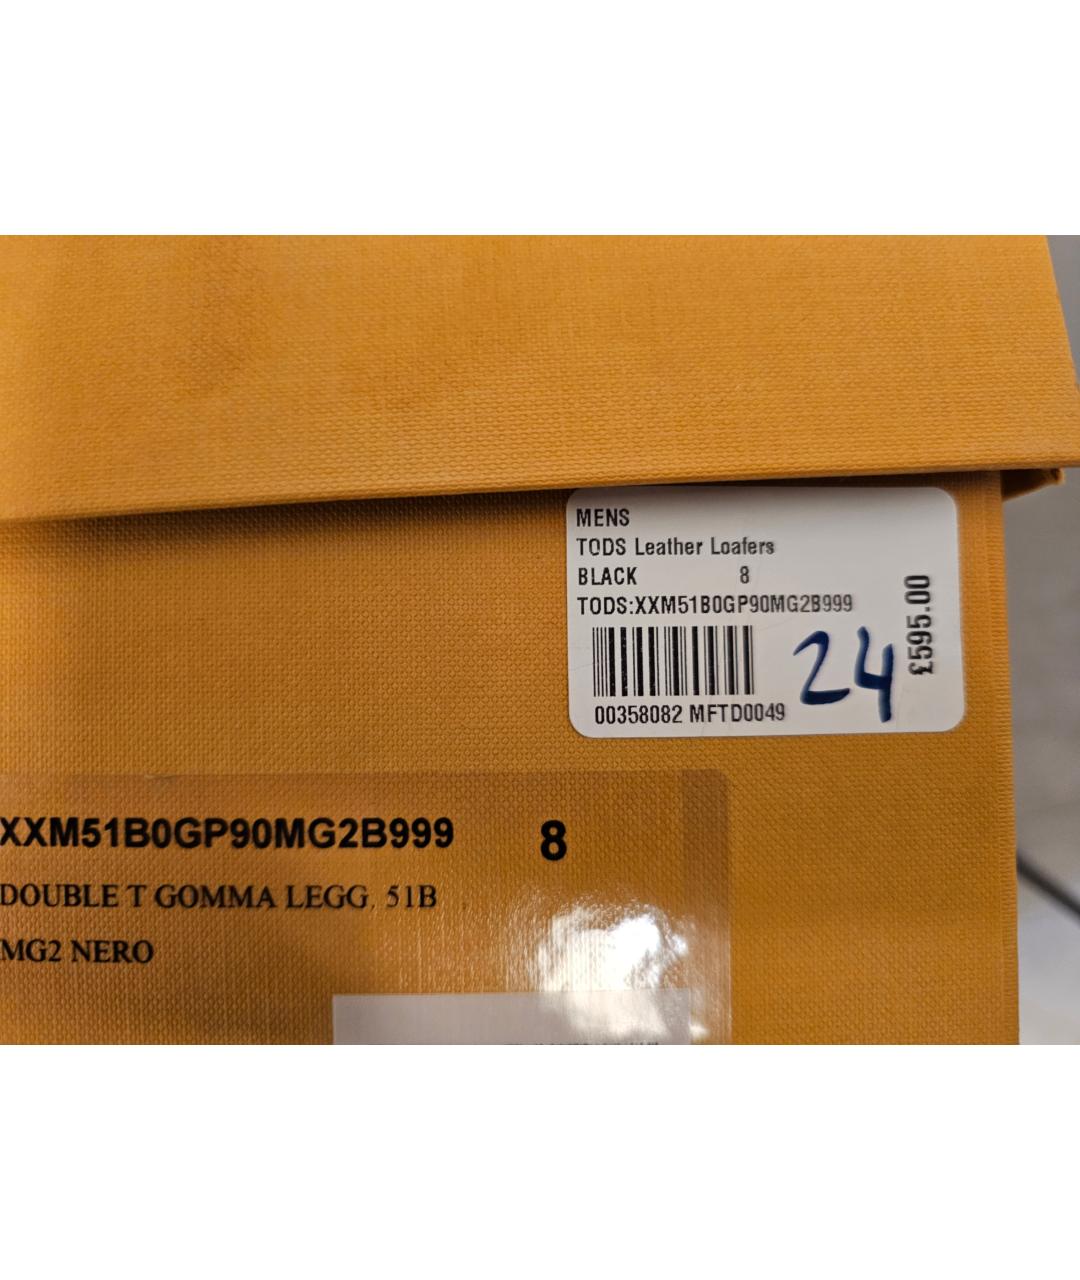 MENS
TODS Leather Loafers
BLACK 8
TODS:XXM51B0GP90MG2B999
£595.00
24
00358082 MFTD0049
XXM51B0GP90MG2B999 8
DOUBLE T GOMMA LEGG. 51B
MG2 NERO